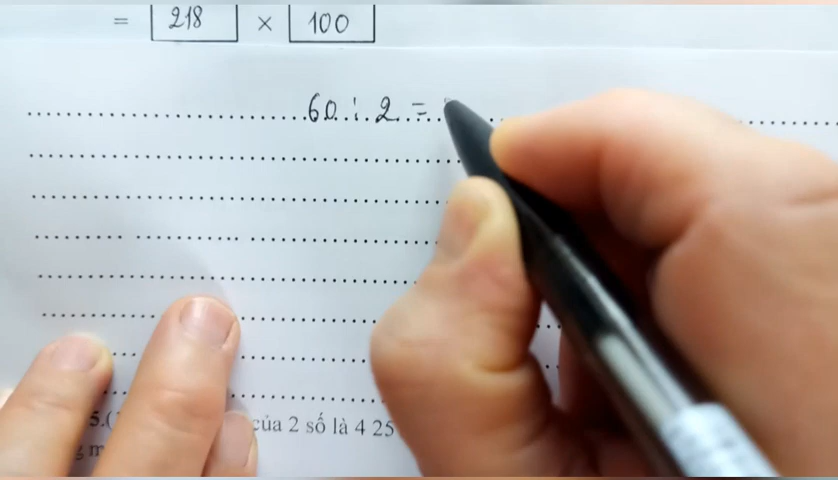 = 218 × 100
60 : 2 =
5.(
của 2 số là 4 25